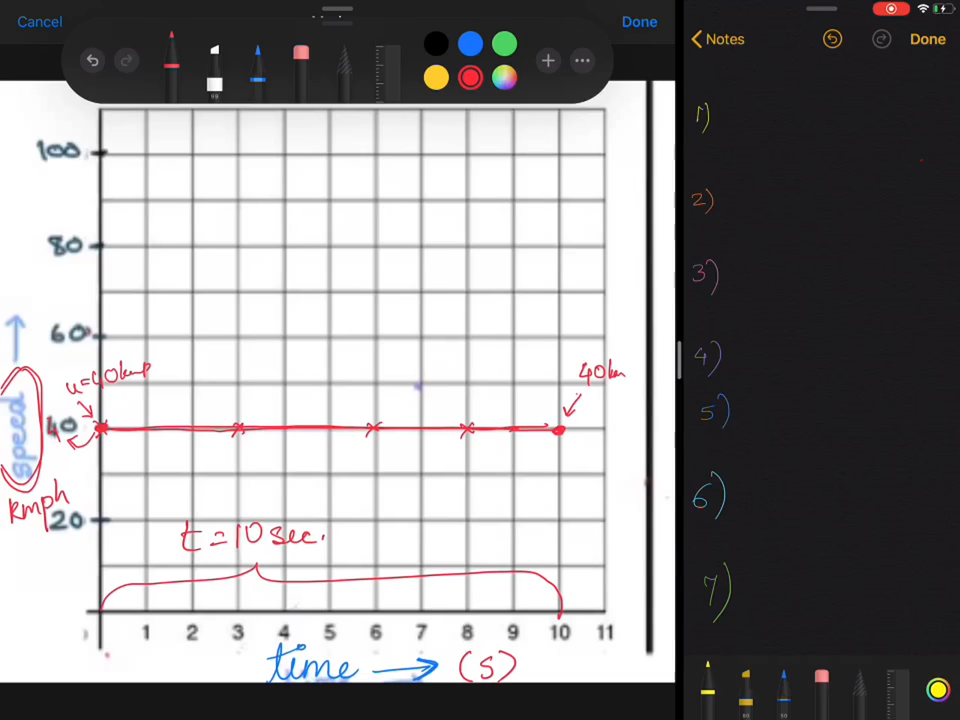 Cancel
Done
100
80
60
u=40kmp
40km
40
speed
kmph
20
t = 10 sec.
1 2 3 4 5 6 7 8 9 10 11
time → (s)
Notes
Done
1)
2)
3)
4)
5)
6)
7)